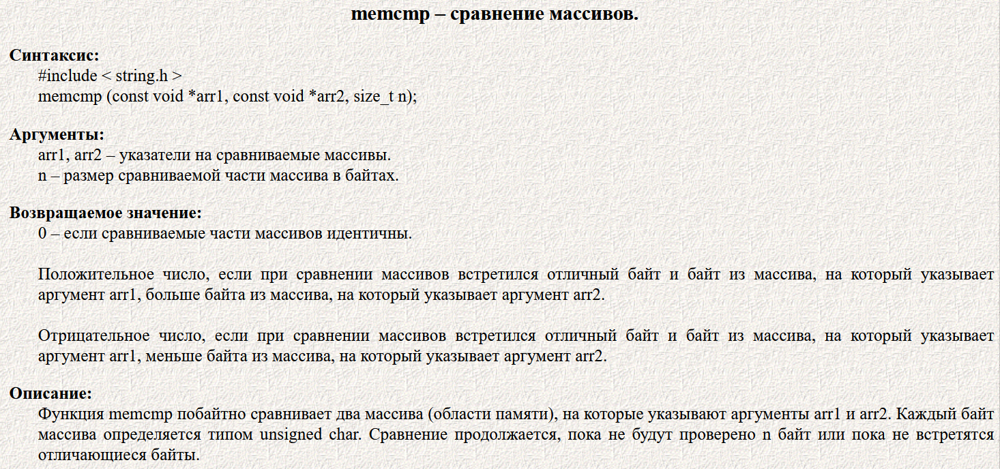 memcmp – сравнение массивов.
Синтаксис:
#include < string.h >
memcmp (const void *arr1, const void *arr2, size_t n);
Аргументы:
arr1, arr2 – указатели на сравниваемые массивы.
n – размер сравниваемой части массива в байтах.
Возвращаемое значение:
0 – если сравниваемые части массивов идентичны.
Положительное число, если при сравнении массивов встретился отличный байт и байт из массива, на который указывает
аргумент arr1, больше байта из массива, на который указывает аргумент arr2.
Отрицательное число, если при сравнении массивов встретился отличный байт и байт из массива, на который указывает
аргумент arr1, меньше байта из массива, на который указывает аргумент arr2.
Описание:
Функция memcmp побайтно сравнивает два массива (области памяти), на которые указывают аргументы arr1 и arr2. Каждый байт
массива определяется типом unsigned char. Сравнение продолжается, пока не будут проверено n байт или пока не встретятся
отличающиеся байты.